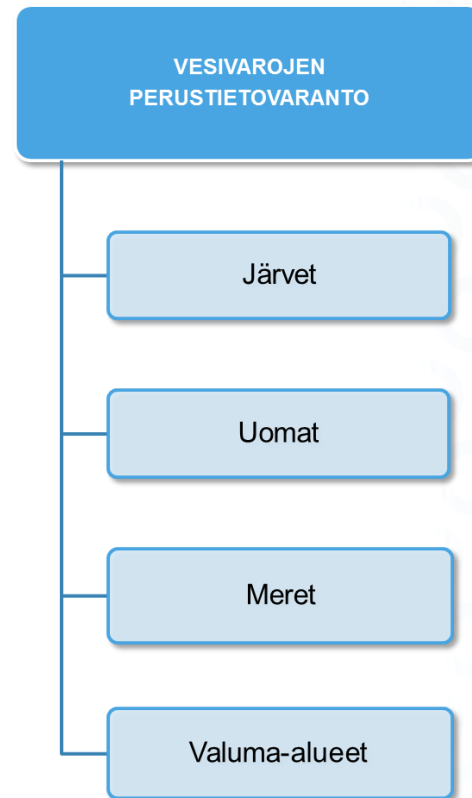 VESIVAROJEN
PERUSTIETOVARANTO
Järvet
Uomat
Meret
Valuma-alueet